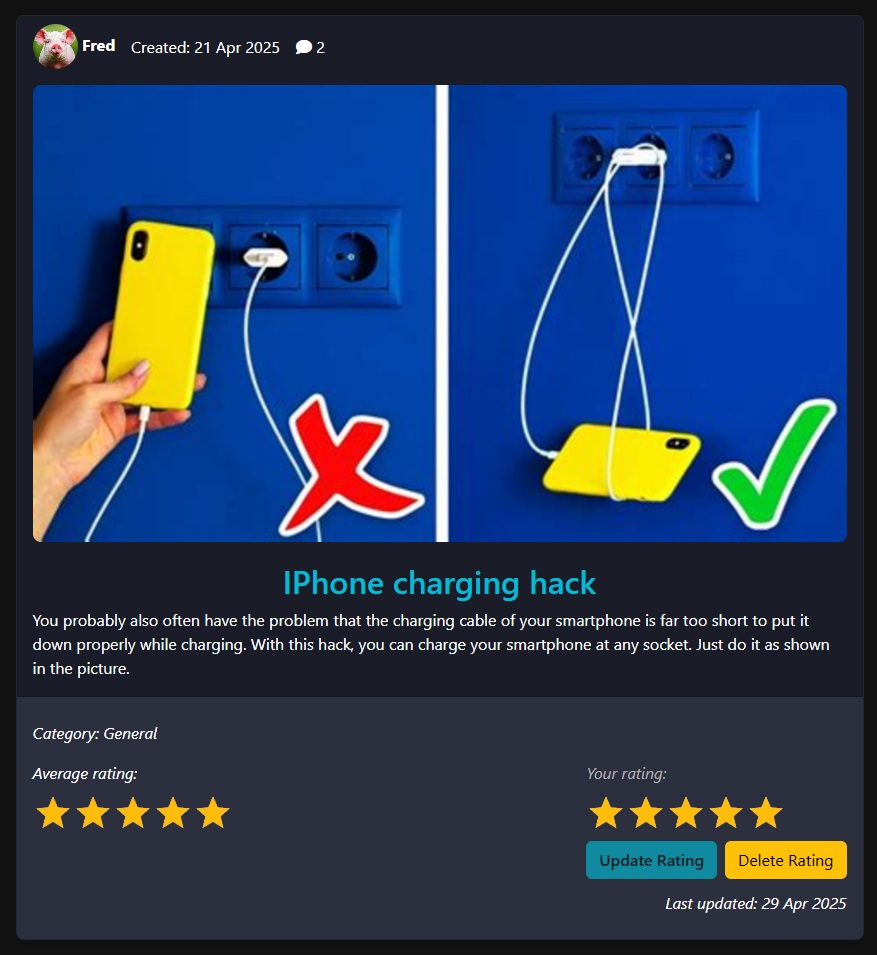 Fred Created: 21 Apr 2025 2
IPhone charging hack
You probably also often have the problem that the charging cable of your smartphone is far too short to put it
down properly while charging. With this hack, you can charge your smartphone at any socket. Just do it as shown
in the picture.
Category: General
Average rating:
Your rating:
Update Rating Delete Rating
Last updated: 29 Apr 2025